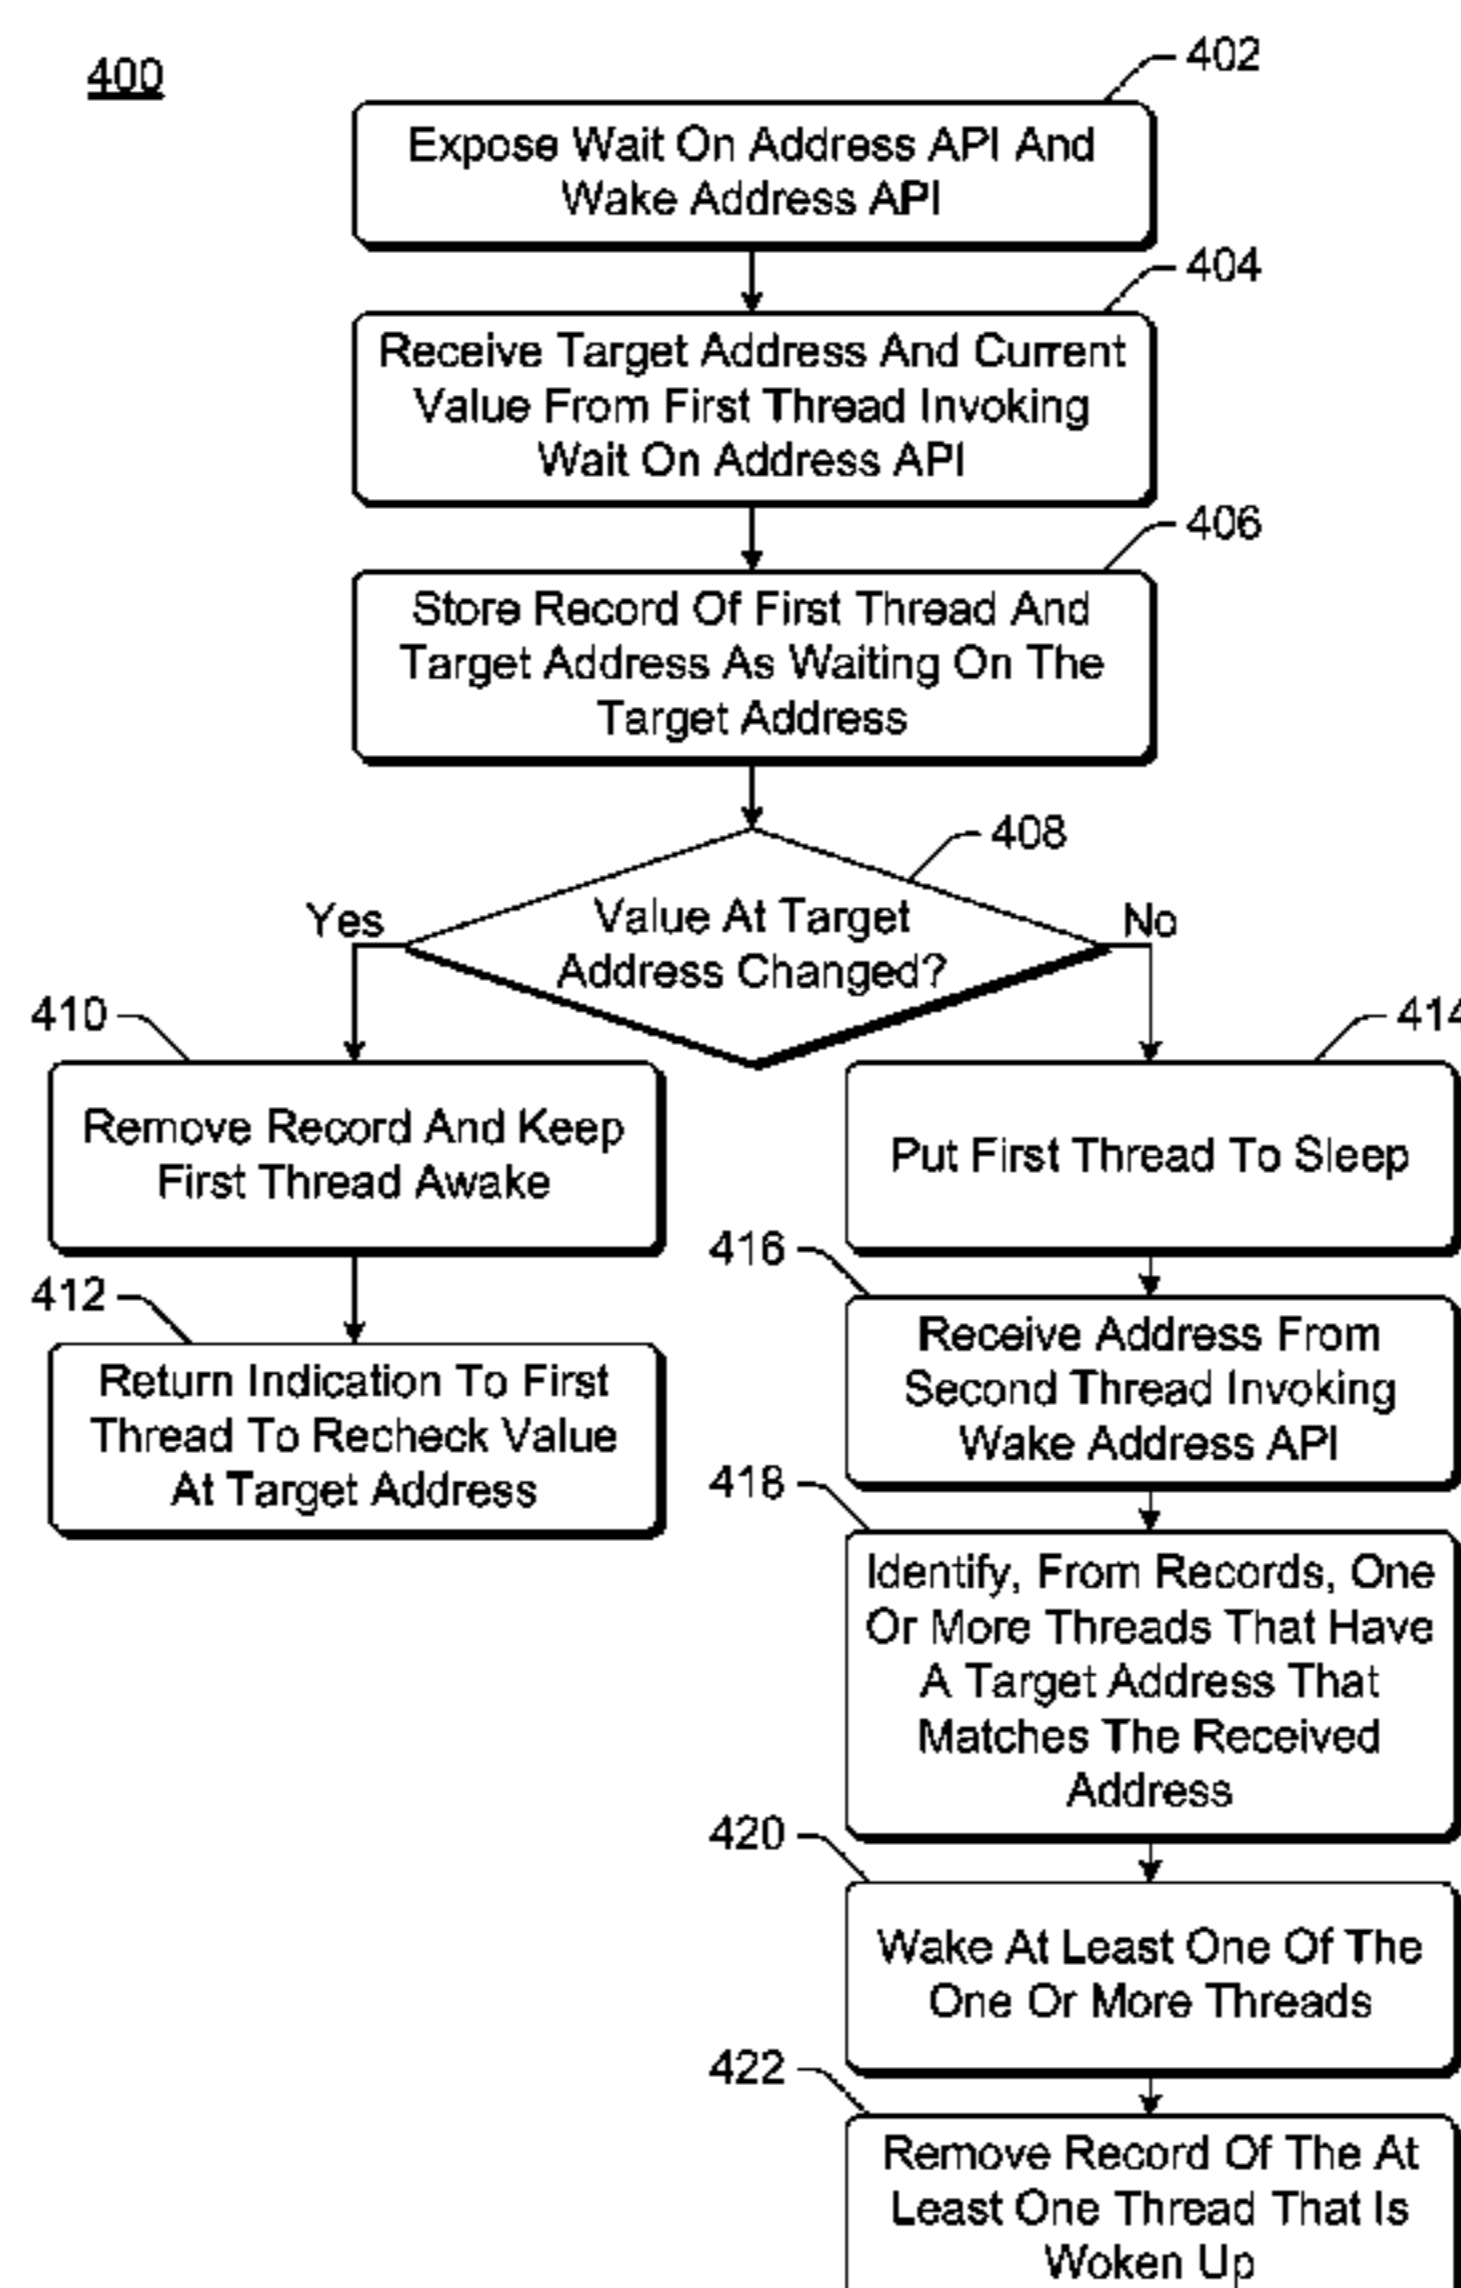 400
402
Expose Wait On Address API And
Wake Address API
404
Receive Target Address And Current
Value From First Thread Invoking
Wait On Address API
406
Store Record Of First Thread And
Target Address As Waiting On The
Target Address
408
Value At Target
Address Changed?
Yes
No
410
Remove Record And Keep
First Thread Awake
412
Return Indication To First
Thread To Recheck Value
At Target Address
414
Put First Thread To Sleep
416
Receive Address From
Second Thread Invoking
Wake Address API
418
Identify, From Records, One
Or More Threads That Have
A Target Address That
Matches The Received
Address
420
Wake At Least One Of The
One Or More Threads
422
Remove Record Of The At
Least One Thread That Is
Woken Up